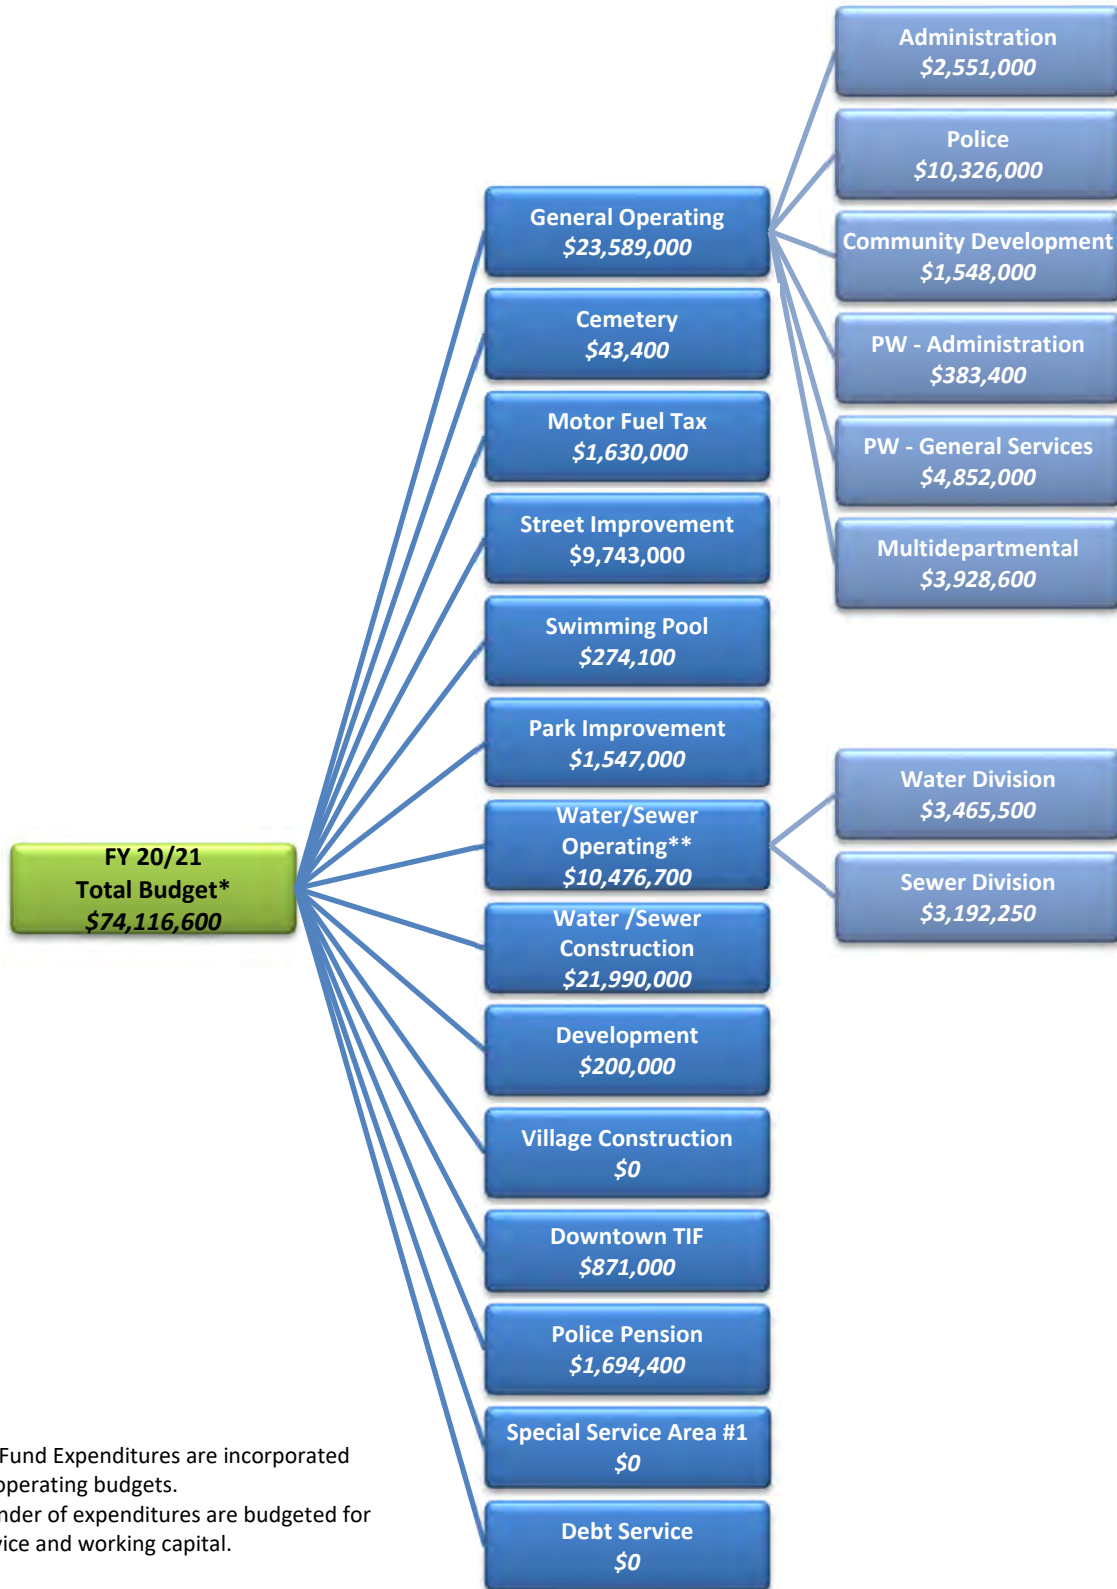 FY 20/21
Total Budget*
$74,116,600
General Operating
$23,589,000
Cemetery
$43,400
Motor Fuel Tax
$1,630,000
Street Improvement
$9,743,000
Swimming Pool
$274,100
Park Improvement
$1,547,000
Water/Sewer
Operating**
$10,476,700
Water /Sewer
Construction
$21,990,000
Development
$200,000
Village Construction
$0
Downtown TIF
$871,000
Police Pension
$1,694,400
Special Service Area #1
$0
Debt Service
$0
Administration
$2,551,000
Police
$10,326,000
Community Development
$1,548,000
PW - Administration
$383,400
PW - General Services
$4,852,000
Multidepartmental
$3,928,600
Water Division
$3,465,500
Sewer Division
$3,192,250
Fund Expenditures are incorporated
operating budgets.
nder of expenditures are budgeted for
vice and working capital.